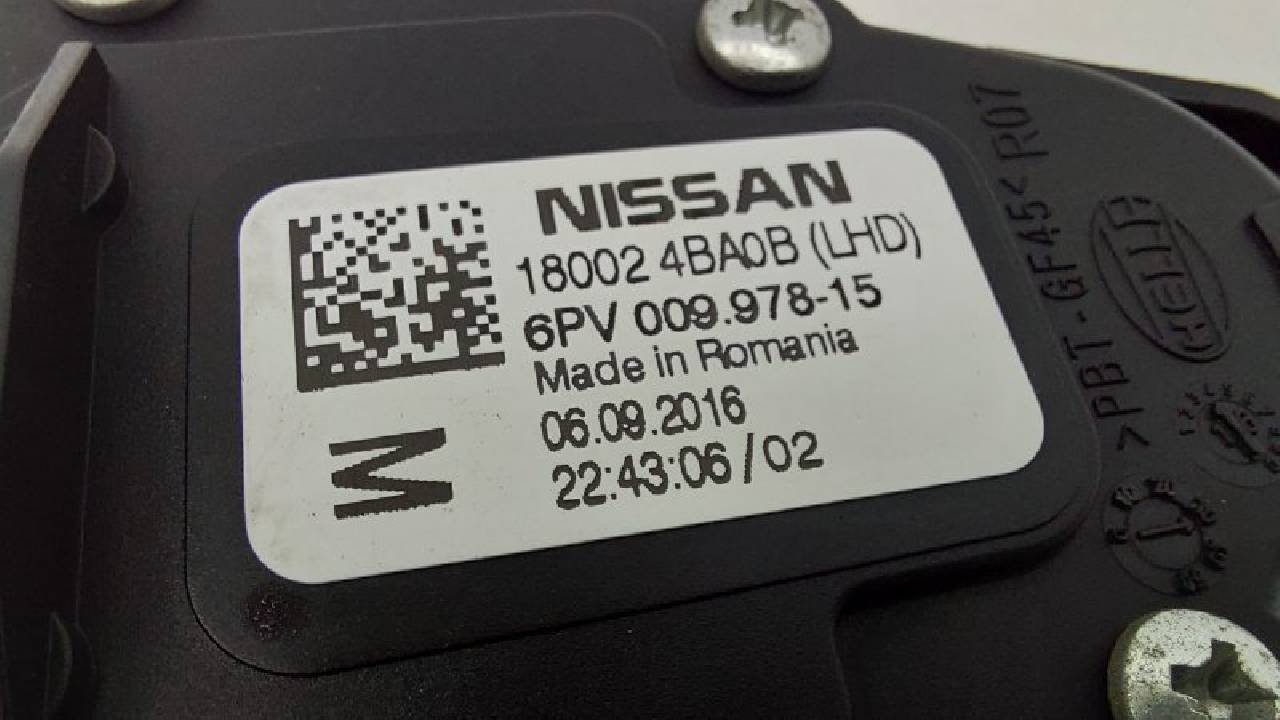 NISSAN
18002 4BA0B (LHD)
6PV 009.978-15
Made in Romania
06.09.2016
22:43:06/02
M
>PBT-GF45< R07
HELLA